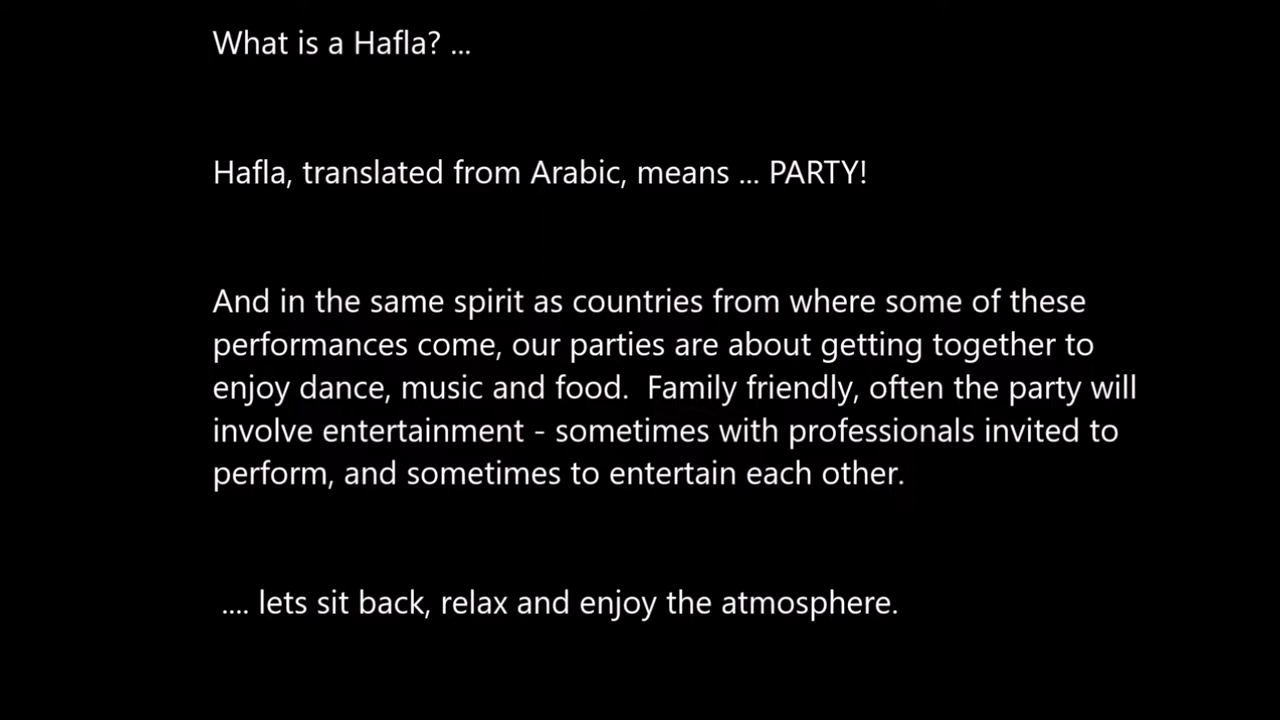 What is a Hafla? ...
Hafla, translated from Arabic, means ... PARTY!
And in the same spirit as countries from where some of these
performances come, our parties are about getting together to
enjoy dance, music and food.  Family friendly, often the party will
involve entertainment - sometimes with professionals invited to
perform, and sometimes to entertain each other.
.... lets sit back, relax and enjoy the atmosphere.